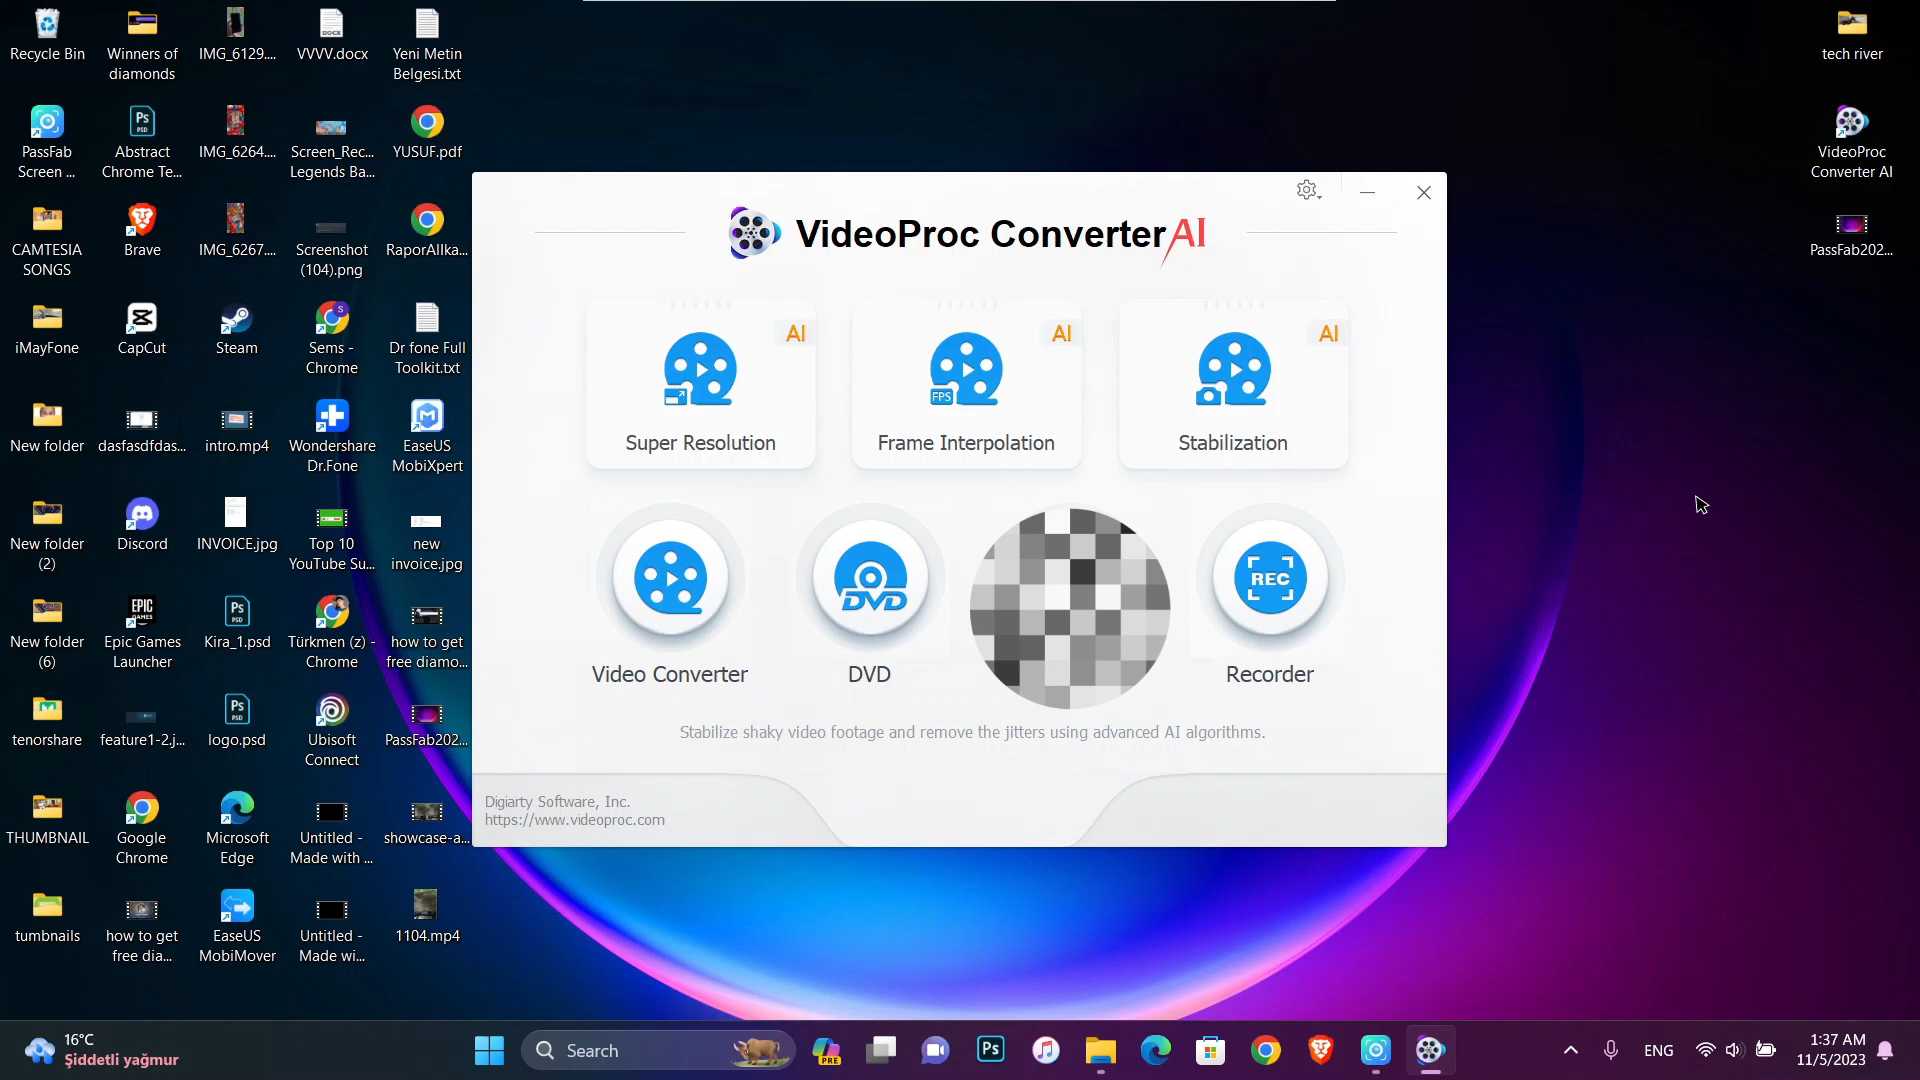 Recycle Bin
Winners of
diamonds
IMG_6129....
VVVV.docx
Yeni Metin
Belgesi.txt
tech river
PassFab
Screen ...
Abstract
Chrome Te...
IMG_6264....
Screen_Rec...
Legends Ba...
YUSUF.pdf
VideoProc
Converter AI
CAMTESIA
SONGS
Brave
IMG_6267....
Screenshot
(104).png
RaporAllka...
PassFab202...
iMayFone
CapCut
Steam
Sems -
Chrome
Dr fone Full
Toolkit.txt
New folder
dasfasdfdas...
intro.mp4
Wondershare
Dr.Fone
EaseUS
MobiXpert
New folder
(2)
Discord
INVOICE.jpg
Top 10
YouTube Su...
new
invoice.jpg
New folder
(6)
Epic Games
Launcher
Kira_1.psd
Türkmen (z) -
Chrome
how to get
free diamo...
tenorshare
feature1-2.j...
logo.psd
Ubisoft
Connect
PassFab202...
THUMBNAIL
Google
Chrome
Microsoft
Edge
Untitled -
Made with ...
showcase-a...
tumbnails
how to get
free dia...
EaseUS
MobiMover
Untitled -
Made wi...
1104.mp4
VideoProc Converter AI
AI
AI
AI
FPS
Super Resolution
Frame Interpolation
Stabilization
DVD
REC
Video Converter
DVD
Recorder
Stabilize shaky video footage and remove the jitters using advanced AI algorithms.
Digiarty Software, Inc.
https://www.videoproc.com
16°C
Şiddetli yağmur
Search
PRE
Ps
ENG
1:37 AM
11/5/2023